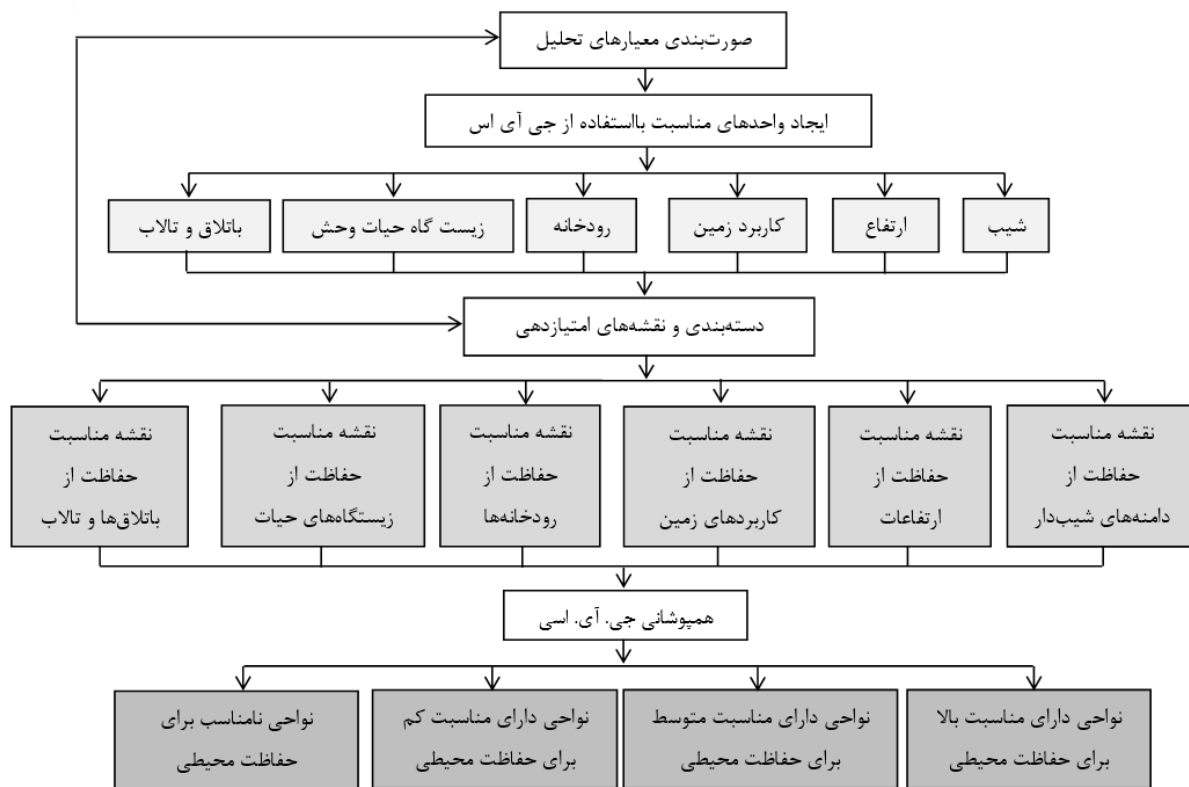 صورت‌بندی معیارهای تحلیل
ایجاد واحدهای مناسبت بااستفاده از جی آی اس
شیب
ارتفاع
کاربرد زمین
رودخانه
زیست گاه حیات وحش
باتلاق و تالاب
دسته‌بندی و نقشه‌های امتیازدهی
نقشه مناسبت
حفاظت از
دامنه‌های شیب‌دار
نقشه مناسبت
حفاظت از
ارتفاعات
نقشه مناسبت
حفاظت از
کاربردهای زمین
نقشه مناسبت
حفاظت از
رودخانه‌ها
نقشه مناسبت
حفاظت از
زیستگاه‌های حیات
نقشه مناسبت
حفاظت از
باتلاق‌ها و تالاب
همپوشانی جی. آی. اسی
نواحی دارای مناسبت بالا
برای حفاظت محیطی
نواحی دارای مناسبت متوسط
برای حفاظت محیطی
نواحی دارای مناسبت کم
برای حفاظت محیطی
نواحی نامناسب برای
حفاظت محیطی